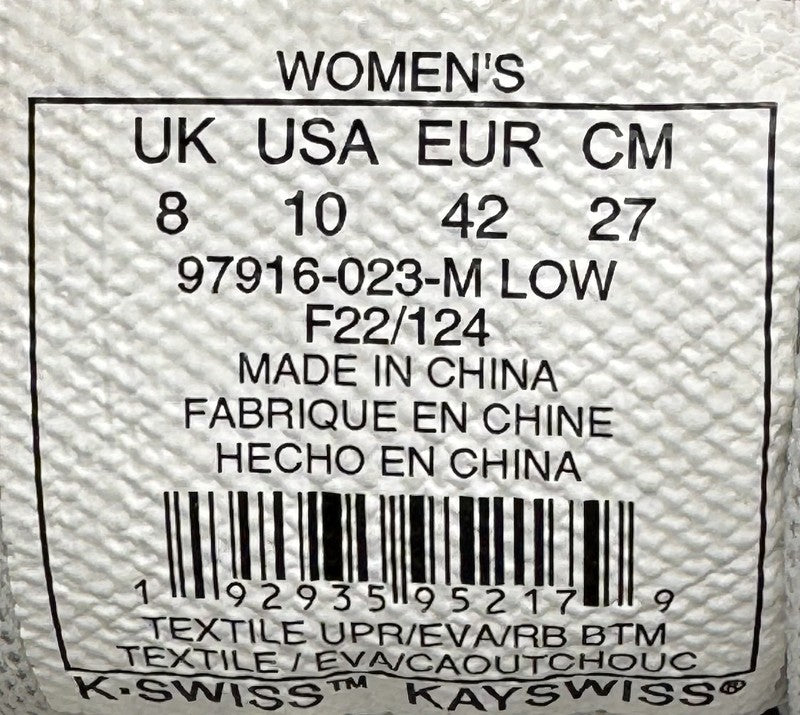 WOMEN'S
UK USA EUR CM
8 10 42 27
97916-023-M LOW
F22/124
MADE IN CHINA
FABRIQUE EN CHINE
HECHO EN CHINA
1 92935 95217 9
TEXTILE UPR/EVA/RB BTM
TEXTILE / EVA/CAOUTCHOUC
K·SWISS™ KAYSWISS®